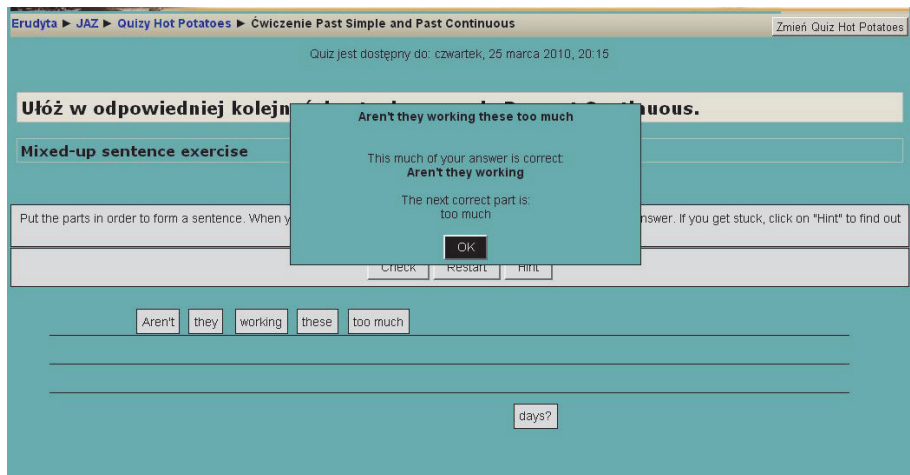 Erudyta ► JAZ ► Quizy Hot Potatoes ► Ćwiczenie Past Simple and Past Continuous
Zmień Quiz Hot Potatoes
Quiz jest dostępny do: czwartek, 25 marca 2010, 20:15
Ułóż w odpowiedniej kolejn uous.
Aren't they working these too much
Mixed-up sentence exercise
This much of your answer is correct:
Aren't they working
The next correct part is:
too much
OK
Put the parts in order to form a sentence. When y nswer. If you get stuck, click on "Hint" to find out
Check Restart Hint
Aren't they working these too much
days?